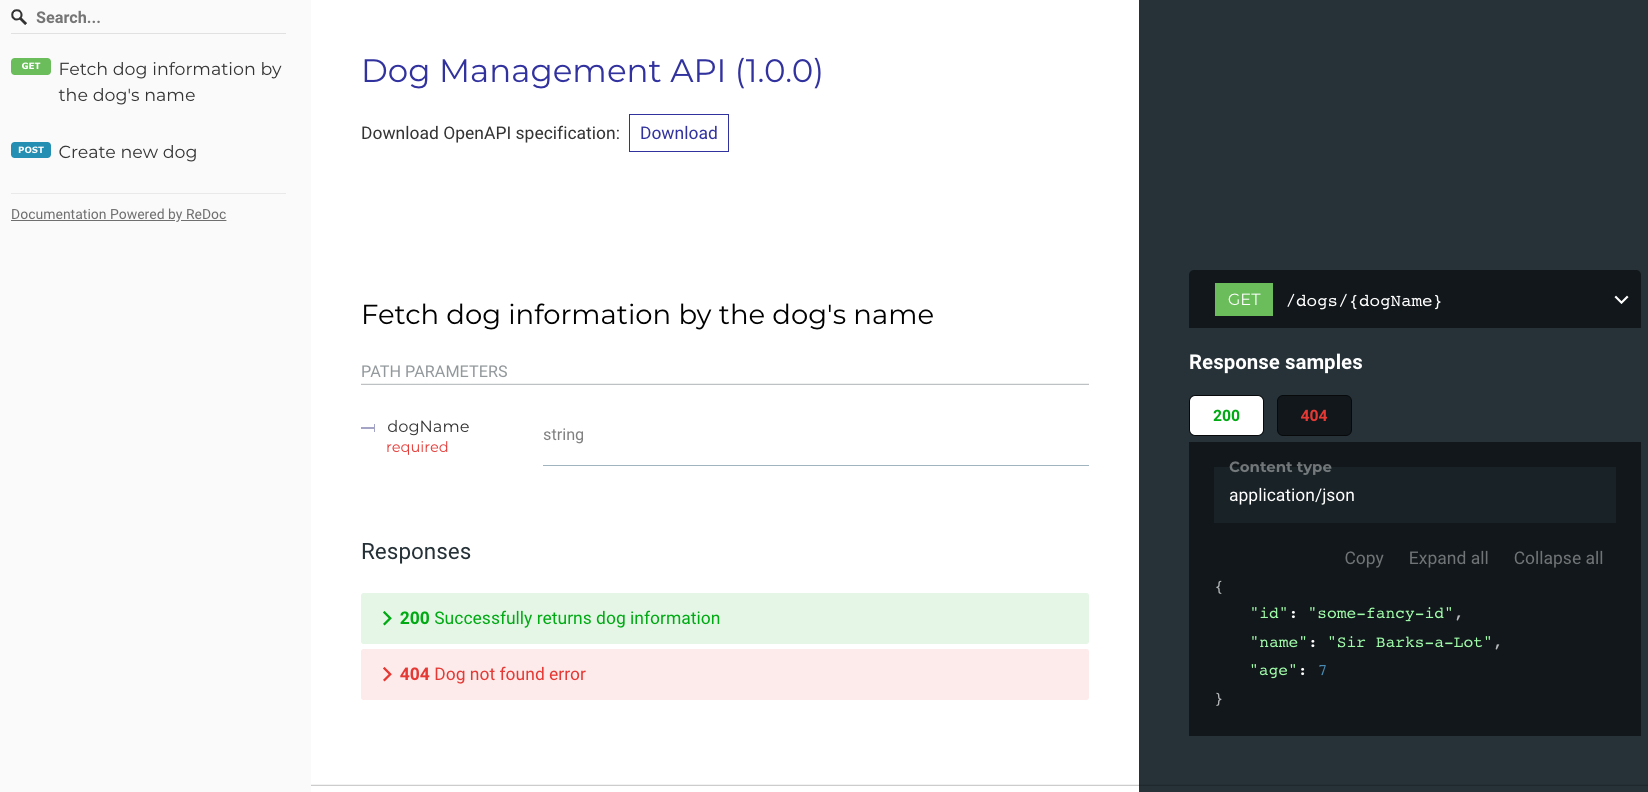 Search...
GET Fetch dog information by
the dog's name
POST Create new dog
Documentation Powered by ReDoc
Dog Management API (1.0.0)
Download OpenAPI specification: Download
Fetch dog information by the dog's name
PATH PARAMETERS
dogName
required
string
Responses
200 Successfully returns dog information
404 Dog not found error
GET /dogs/{dogName}
Response samples
200 404
Content type
application/json
Copy Expand all Collapse all
{
"id": "some-fancy-id",
"name": "Sir Barks-a-Lot",
"age": 7
}